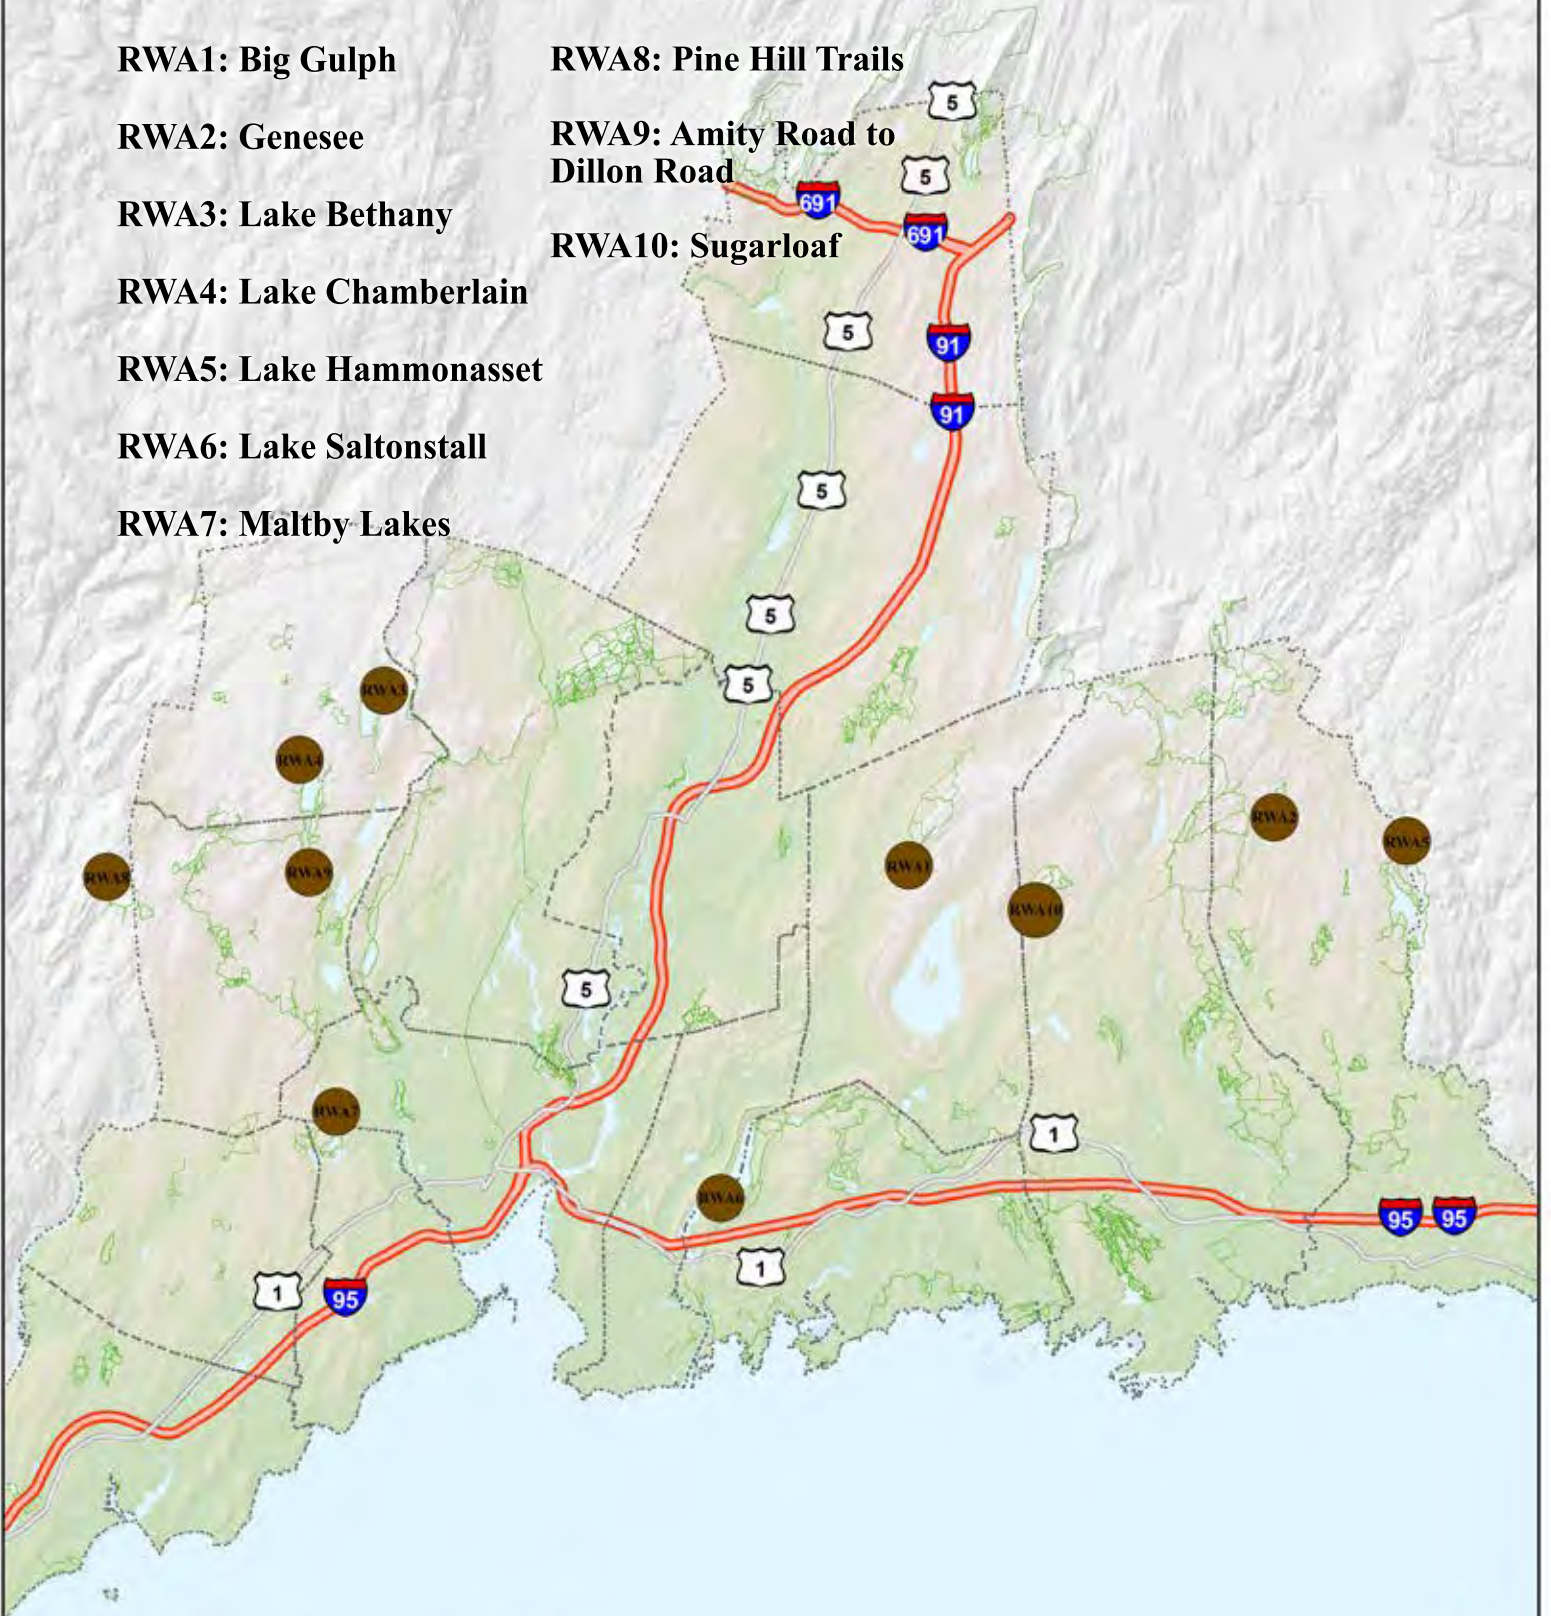 RWA1: Big Gulph
RWA2: Genesee
RWA3: Lake Bethany
RWA4: Lake Chamberlain
RWA5: Lake Hammonasset
RWA6: Lake Saltonstall
RWA7: Maltby Lakes
RWA8: Pine Hill Trails
RWA9: Amity Road to
Dillon Road
RWA10: Sugarloaf
5
5
691
691
5
91
91
5
5
5
RWA3
RWA4
RWA2
RWA5
RWA1
RWA9
RWA8
RWA10
5
RWA7
1
RWA6
95
95
1
1
95